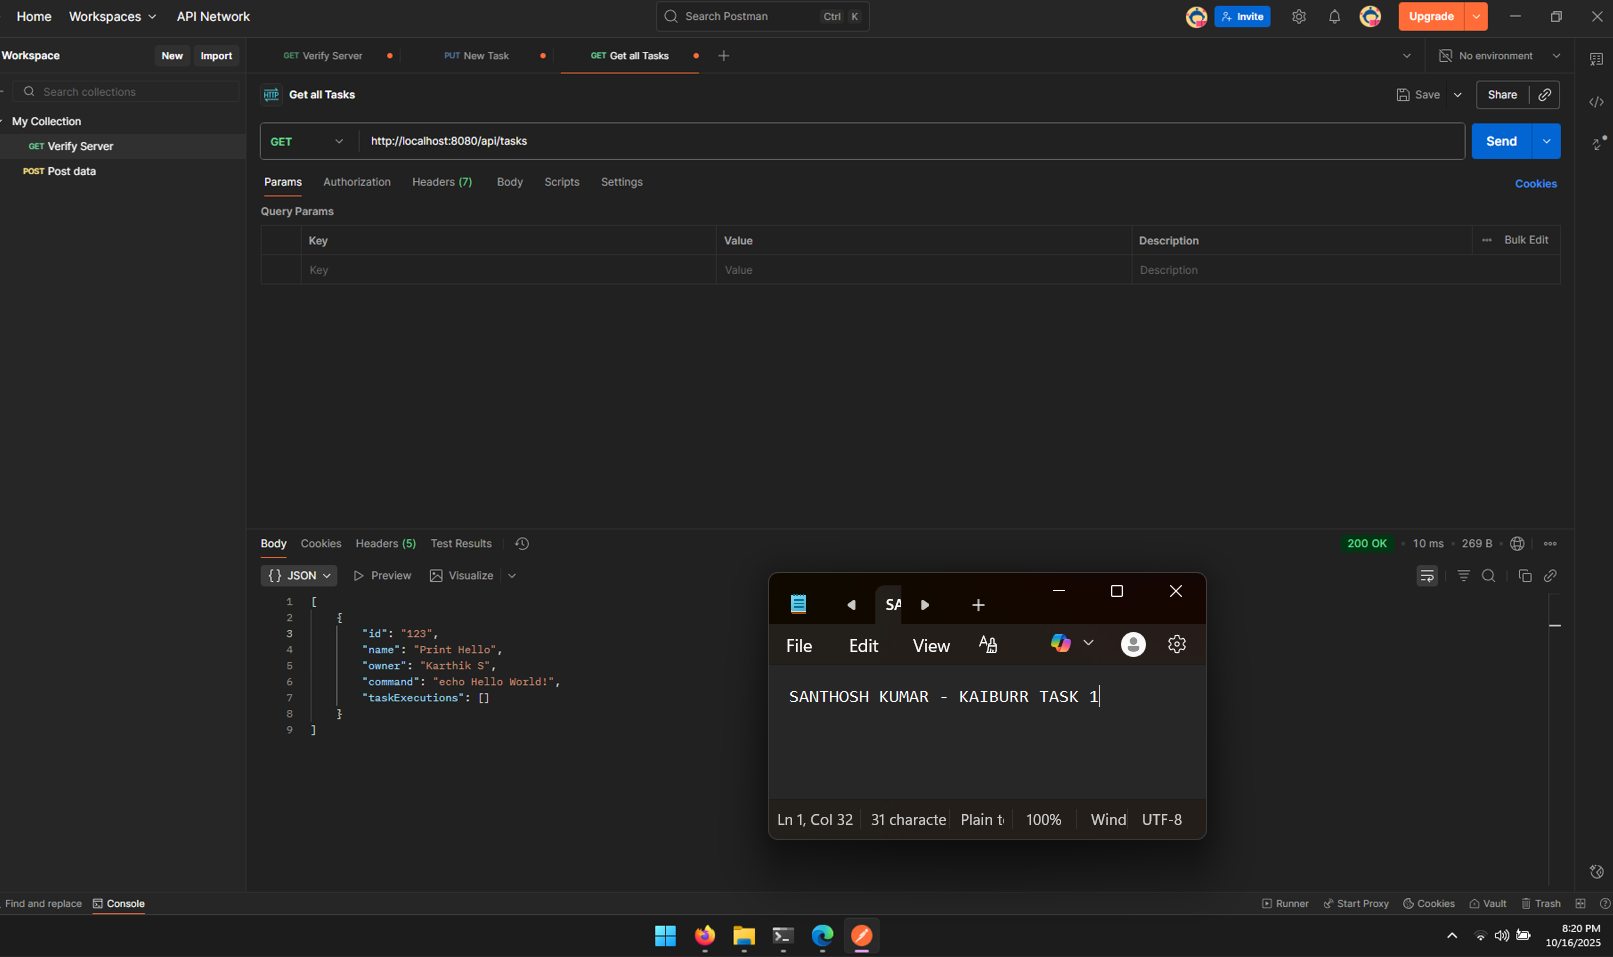 Home Workspaces API Network Search Postman Ctrl K Invite Upgrade
Workspace New Import GET Verify Server PUT New Task GET Get all Tasks No environment
Search collections
HTTP Get all Tasks Save Share
My Collection
GET Verify Server
POST Post data
GET http://localhost:8080/api/tasks Send
Params Authorization Headers (7) Body Scripts Settings Cookies
Query Params
Key Value Description Bulk Edit
Key Value Description
Body Cookies Headers (5) Test Results 200 OK 10 ms 269 B
{} JSON Preview Visualize
1 [
2 {
3 "id": "123",
4 "name": "Print Hello",
5 "owner": "Karthik S",
6 "command": "echo Hello World!",
7 "taskExecutions": []
8 }
9 ]
SA
File Edit View
SANTHOSH KUMAR - KAIBURR TASK 1
Ln 1, Col 32 31 characte Plain t 100% Wind UTF-8
Find and replace Console Runner Start Proxy Cookies Vault Trash
8:20 PM
10/16/2025